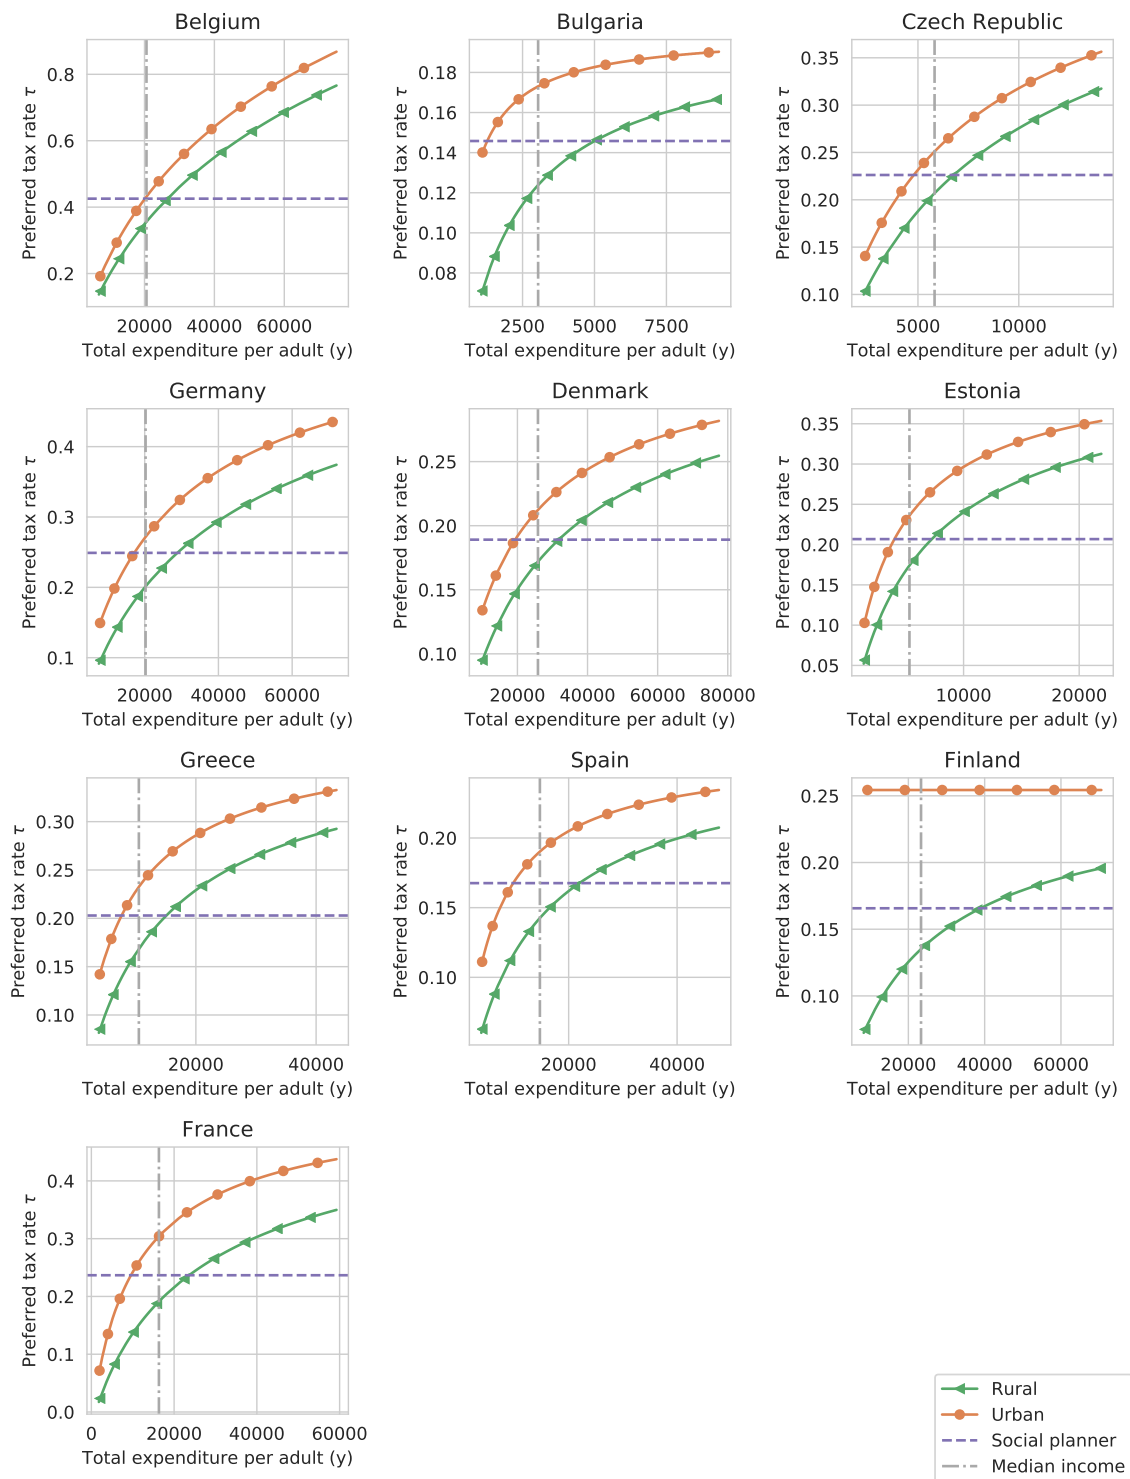 Belgium
Preferred tax rate τ
0.8
0.6
0.4
0.2
20000 40000 60000
Total expenditure per adult (y)
Bulgaria
Preferred tax rate τ
0.18
0.16
0.14
0.12
0.10
0.08
2500 5000 7500
Total expenditure per adult (y)
Czech Republic
Preferred tax rate τ
0.35
0.30
0.25
0.20
0.15
0.10
5000 10000
Total expenditure per adult (y)
Germany
Preferred tax rate τ
0.4
0.3
0.2
0.1
20000 40000 60000
Total expenditure per adult (y)
Denmark
Preferred tax rate τ
0.25
0.20
0.15
0.10
20000 40000 60000 80000
Total expenditure per adult (y)
Estonia
Preferred tax rate τ
0.35
0.30
0.25
0.20
0.15
0.10
0.05
10000 20000
Total expenditure per adult (y)
Greece
Preferred tax rate τ
0.30
0.25
0.20
0.15
0.10
20000 40000
Total expenditure per adult (y)
Spain
Preferred tax rate τ
0.20
0.15
0.10
20000 40000
Total expenditure per adult (y)
Finland
Preferred tax rate τ
0.25
0.20
0.15
0.10
20000 40000 60000
Total expenditure per adult (y)
France
Preferred tax rate τ
0.4
0.3
0.2
0.1
0.0
0 20000 40000 60000
Total expenditure per adult (y)
Rural
Urban
Social planner
Median income